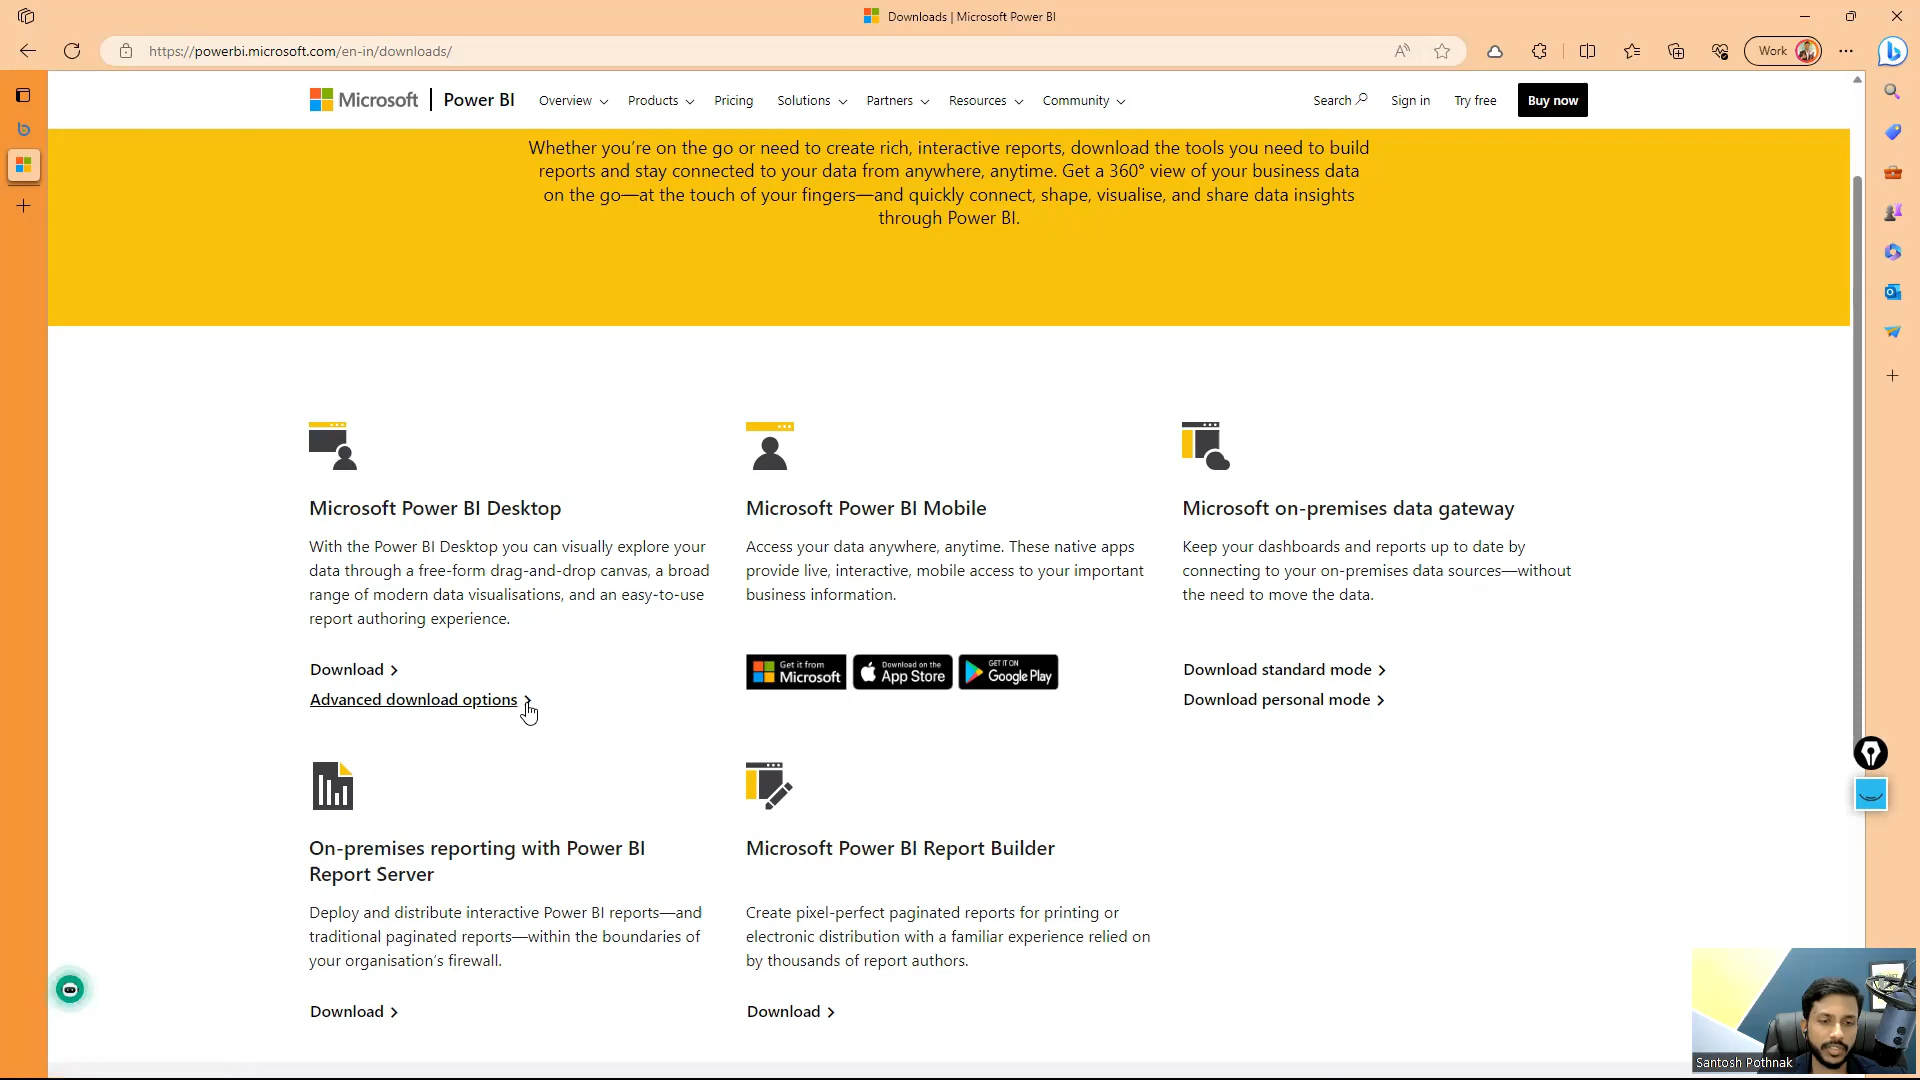 Downloads | Microsoft Power BI
https://powerbi.microsoft.com/en-in/downloads/
Work
Microsoft
Power BI
Overview
Products
Pricing
Solutions
Partners
Resources
Community
Search
Sign in
Try free
Buy now
Whether you're on the go or need to create rich, interactive reports, download the tools you need to build
reports and stay connected to your data from anywhere, anytime. Get a 360° view of your business data
on the go—at the touch of your fingers—and quickly connect, shape, visualise, and share data insights
through Power BI.
Microsoft Power BI Desktop
With the Power BI Desktop you can visually explore your
data through a free-form drag-and-drop canvas, a broad
range of modern data visualisations, and an easy-to-use
report authoring experience.
Download
Advanced download options
Microsoft Power BI Mobile
Access your data anywhere, anytime. These native apps
provide live, interactive, mobile access to your important
business information.
Get it from
Microsoft
Download on the
App Store
GET IT ON
Google Play
Microsoft on-premises data gateway
Keep your dashboards and reports up to date by
connecting to your on-premises data sources—without
the need to move the data.
Download standard mode
Download personal mode
On-premises reporting with Power BI
Report Server
Deploy and distribute interactive Power BI reports—and
traditional paginated reports—within the boundaries of
your organisation's firewall.
Download
Microsoft Power BI Report Builder
Create pixel-perfect paginated reports for printing or
electronic distribution with a familiar experience relied on
by thousands of report authors.
Download
Santosh Pothnak